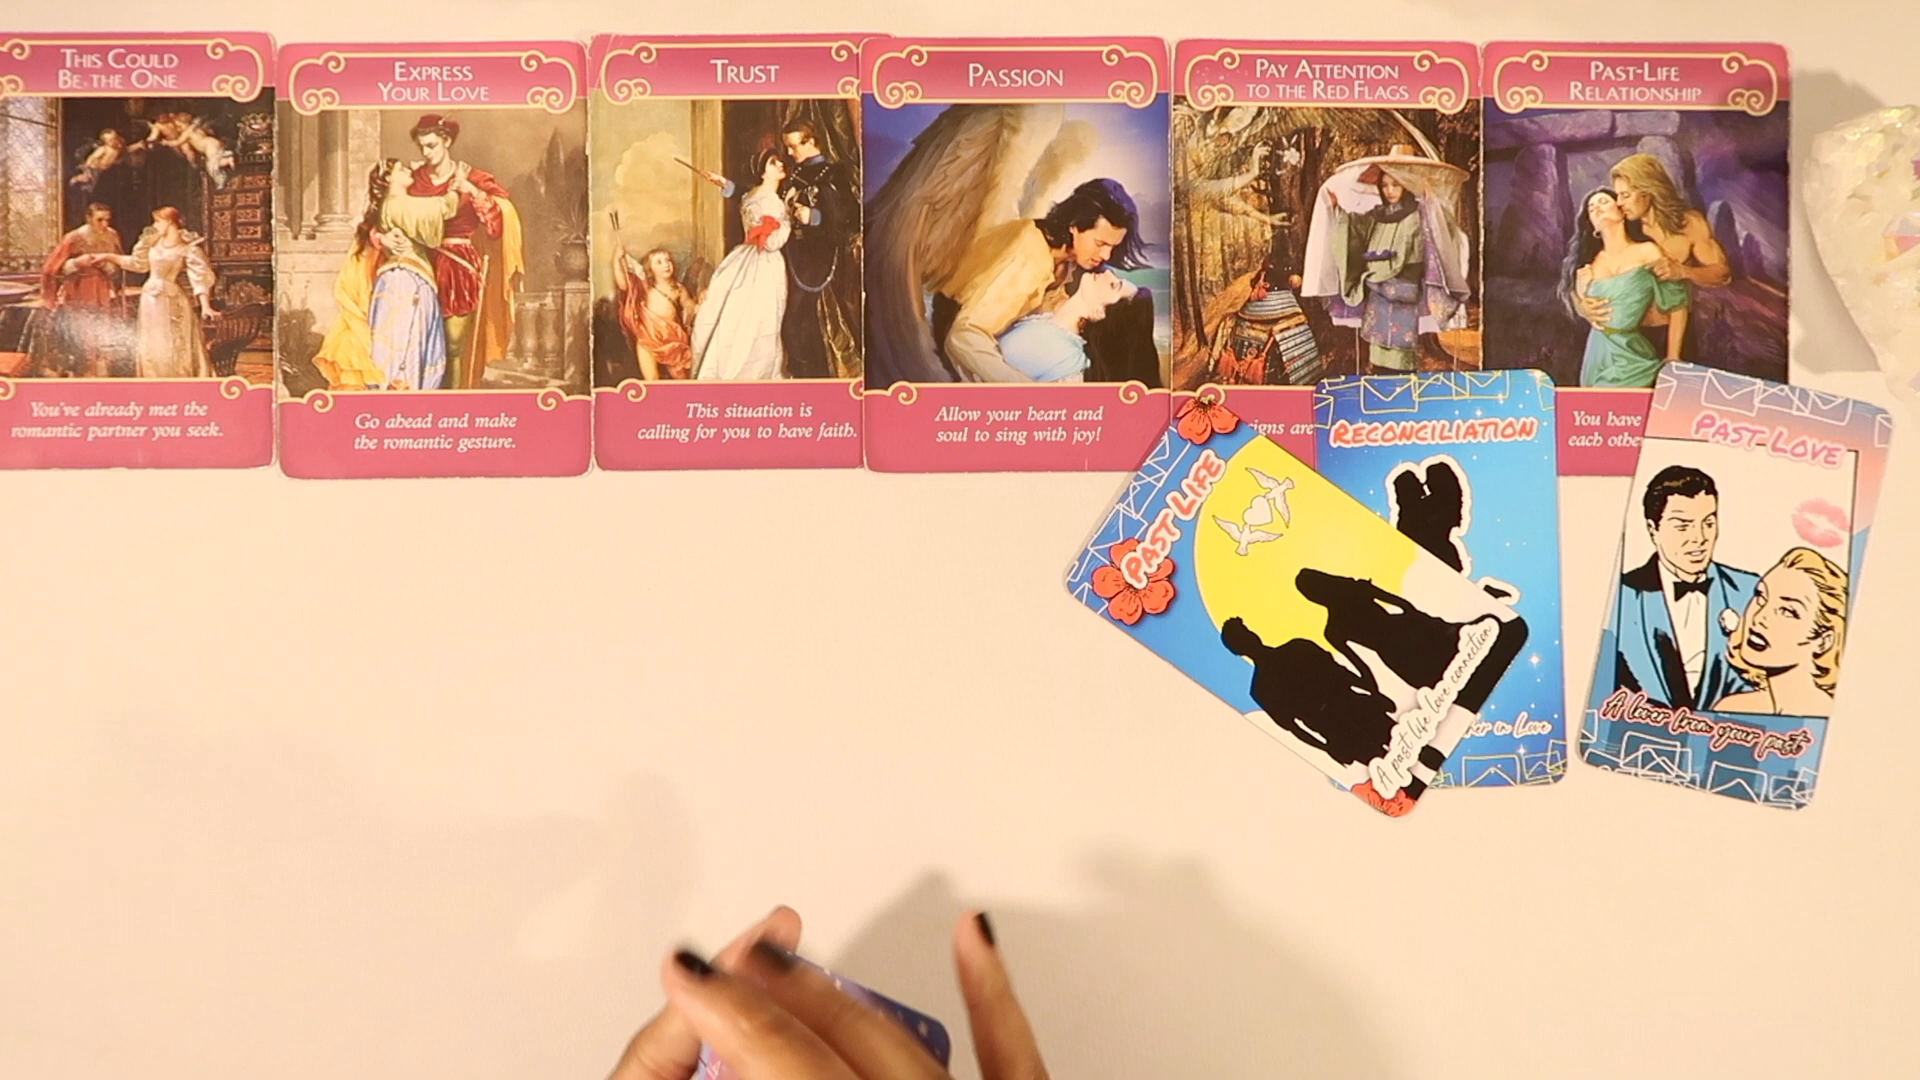 THIS COULD
BE THE ONE
You've already met the
romantic partner you seek.
EXPRESS
YOUR LOVE
Go ahead and make
the romantic gesture.
TRUST
This situation is
calling for you to have faith.
PASSION
Allow your heart and
soul to sing with joy!
PAY ATTENTION
TO THE RED FLAGS
signs are
PAST-LIFE
RELATIONSHIP
You have
each othe
PAST LIFE
A past life love connection
RECONCILIATION
in Love
PAST LOVE
A lover from your past